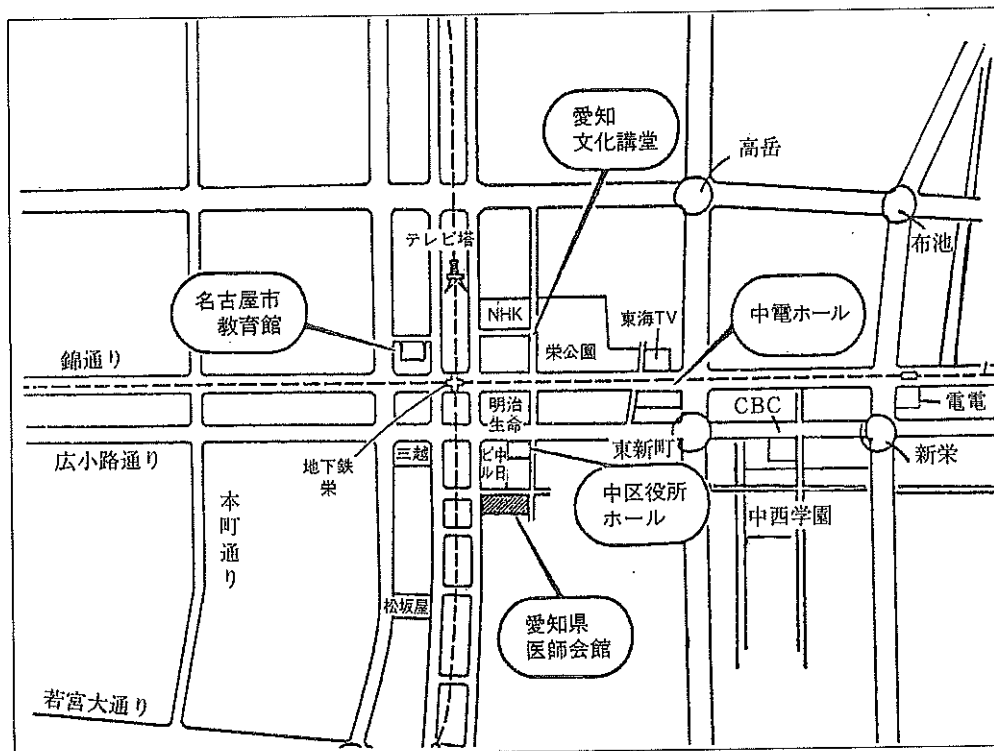 愛知
文化講堂
高岳
布池
テレビ塔
名古屋市
教育館
NHK
東海TV
中電ホール
栄公園
錦通り
明治
生命
CBC
電電
広小路通り
地下鉄
栄
三越
中日
ビル
東新町
新栄
中区役所
ホール
中西学園
本町通り
松坂屋
愛知県
医師会館
若宮大通り